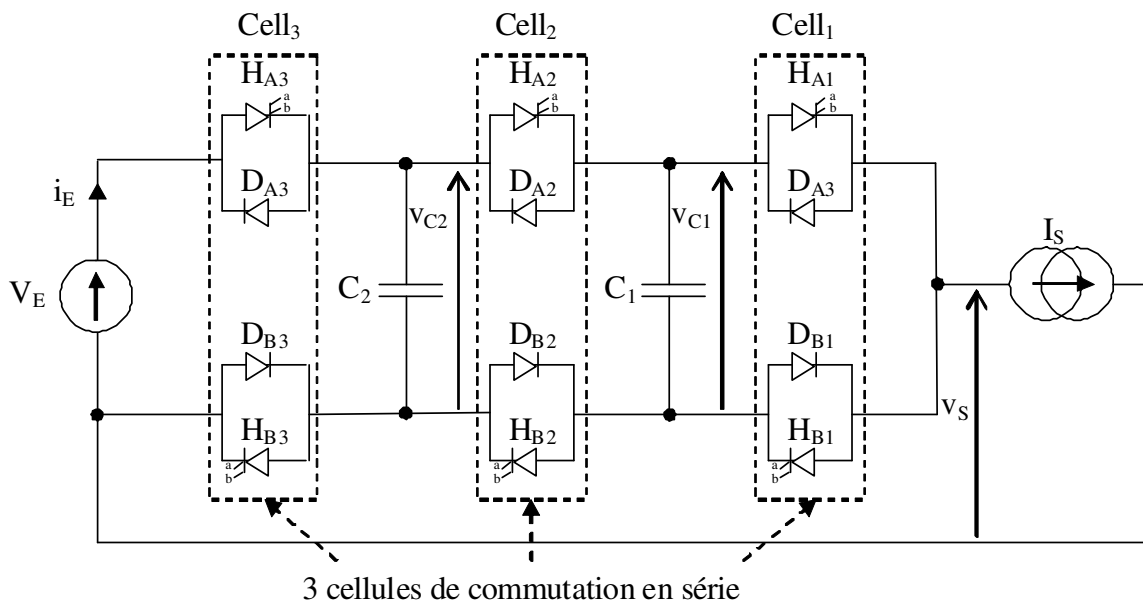 Cell3 Cell2 Cell1
HA3 HA2 HA1
a a a
b b b
DA3 DA2 DA3
iE vC2 vC1 IS
VE C2 C1
DB3 DB2 DB1
vS
HB3 HB2 HB1
a a a
b b b
3 cellules de commutation en série